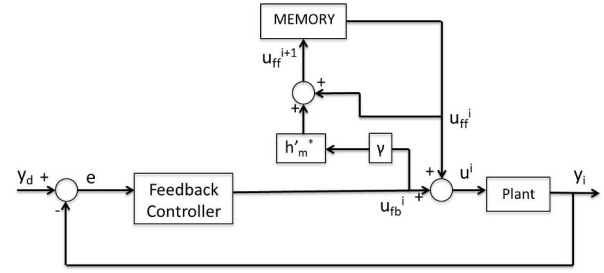 MEMORY
u_ff^i+1
+
+
u_ff^i
h'_m^*
γ
y_d +
e
Feedback
Controller
-
u_fb^i
+
+
u^i
Plant
y_i